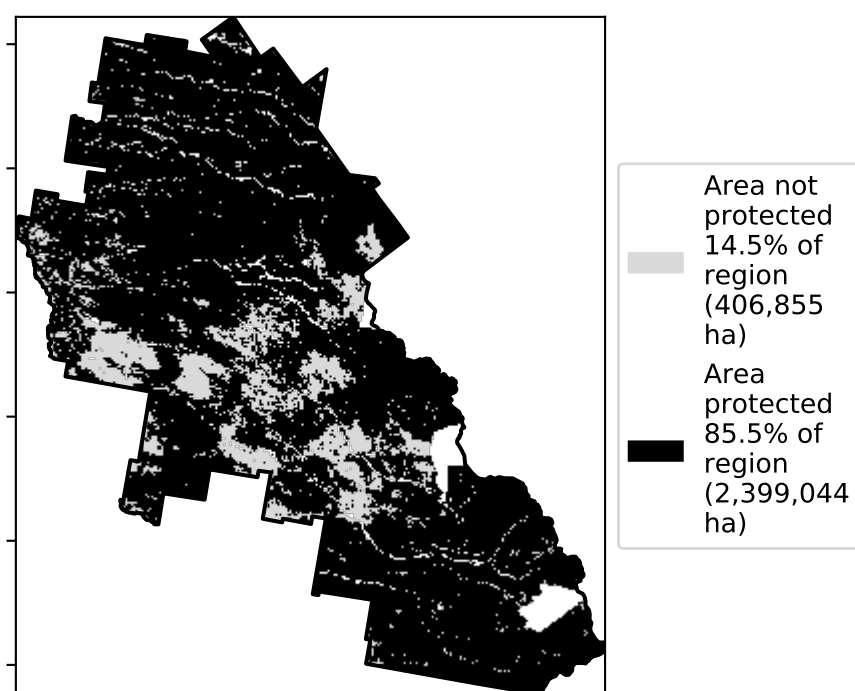 Area not
protected
14.5% of
region
(406,855
ha)
Area
protected
85.5% of
region
(2,399,044
ha)